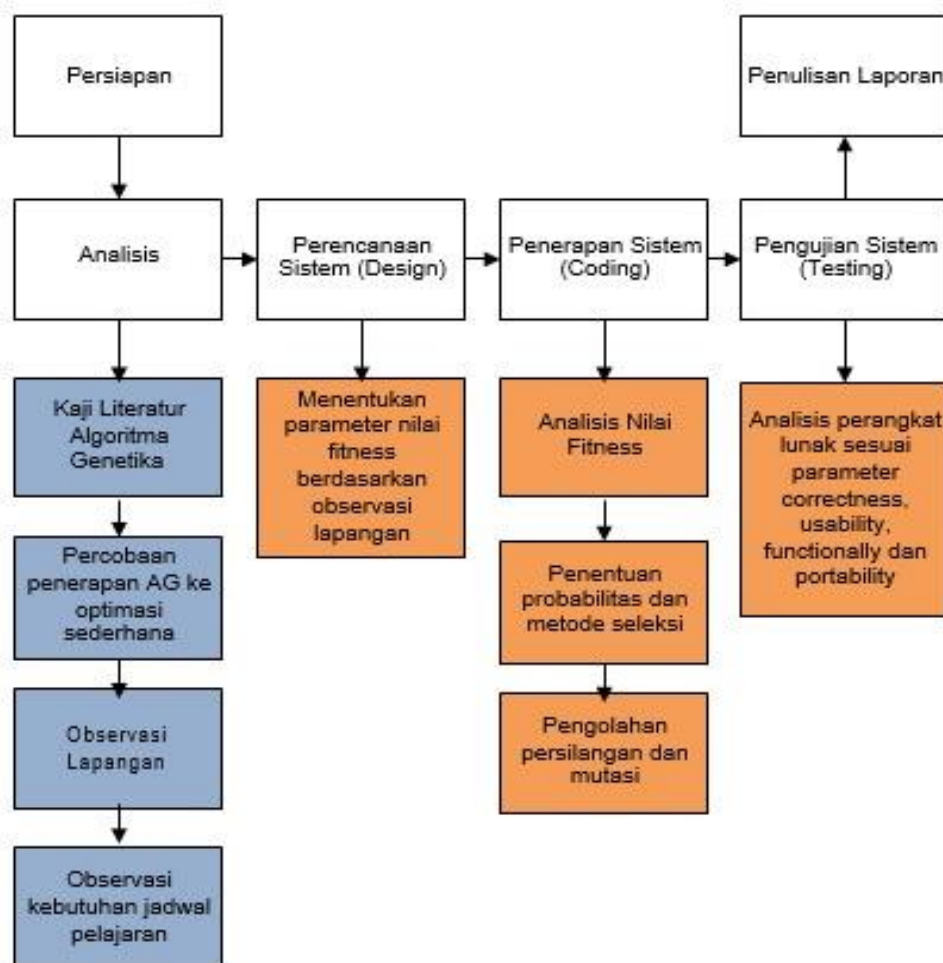 Persiapan
Penulisan Laporan
Analisis
Perencanaan
Sistem (Design)
Penerapan Sistem
(Coding)
Pengujian Sistem
(Testing)
Kaji Literatur
Algoritma
Genetika
Menentukan
parameter nilai
fitness
berdasarkan
observasi
lapangan
Analisis Nilai
Fitness
Analisis perangkat
lunak sesuai
parameter
correctness,
usability,
functionally dan
portability
Percobaan
penerapan AG ke
optimasi
sederhana
Penentuan
probabilitas dan
metode seleksi
Observasi
Lapangan
Pengolahan
persilangan dan
mutasi
Observasi
kebutuhan jadwal
pelajaran